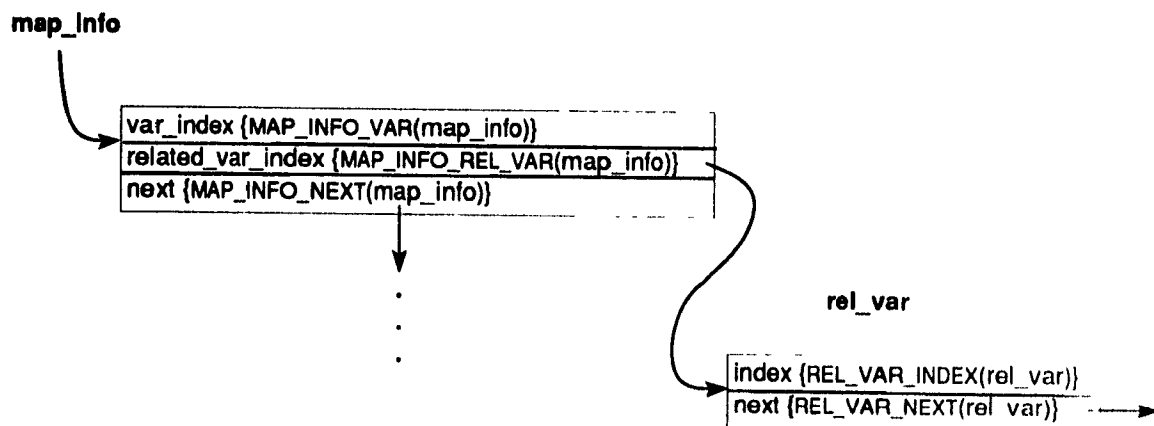 map_info
var_index {MAP_INFO_VAR(map_info)}
related_var_index {MAP_INFO_REL_VAR(map_info)}
next {MAP_INFO_NEXT(map_info)}
rel_var
index {REL_VAR_INDEX(rel_var)}
next {REL_VAR_NEXT(rel_var)}